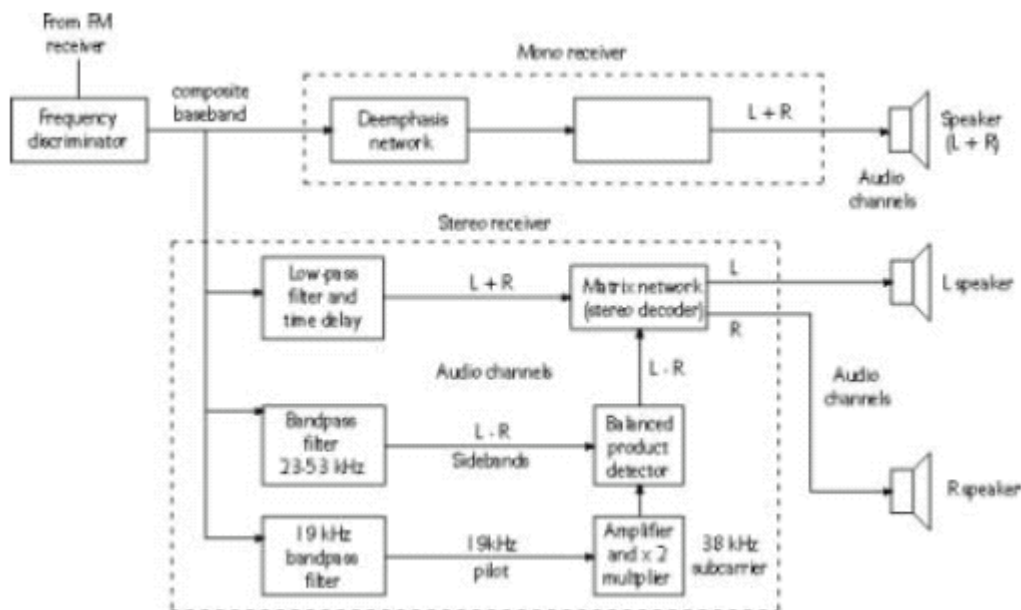 From FM
receiver
Mono receiver
composite
baseband
Frequency
discriminator
Deemphasis
network
L + R
Speaker
(L + R)
Audio
channels
Stereo receiver
Low-pass
filter and
time delay
L + R
Matrix network
(stereo decoder)
L
R
L speaker
Audio channels
L - R
Audio
channels
Bandpass
filter
23-53 kHz
L - R
Sidebands
Balanced
product
detector
R speaker
19 kHz
bandpass
filter
19kHz
pilot
Amplifier
and x 2
multplier
38 kHz
subcarrier